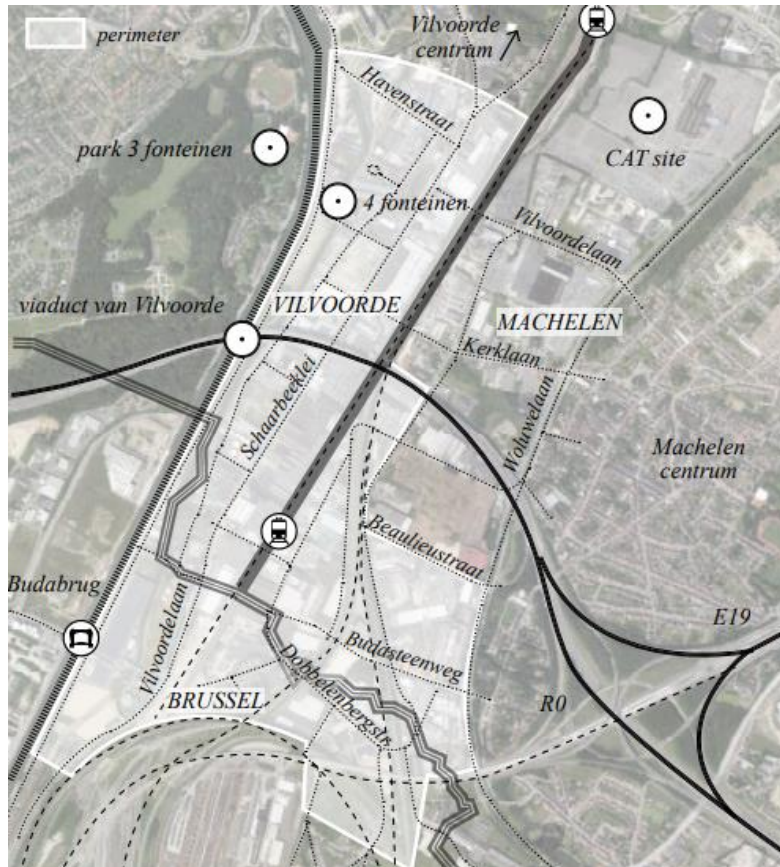 perimeter
Vilvoorde
centrum
Havenstraat
park 3 fonteinen
CAT site
4 fonteinen
Vilvoordelaan
viaduct van Vilvoorde
VILVOORDE
MACHELEN
Kerklaan
Schaarbeeklei
Woluwelaan
Machelen
centrum
Beaulieustraat
Budabrug
E19
Vilvoordelaan
Budasteenweg
Dobbelenbergstr.
BRUSSEL
R0